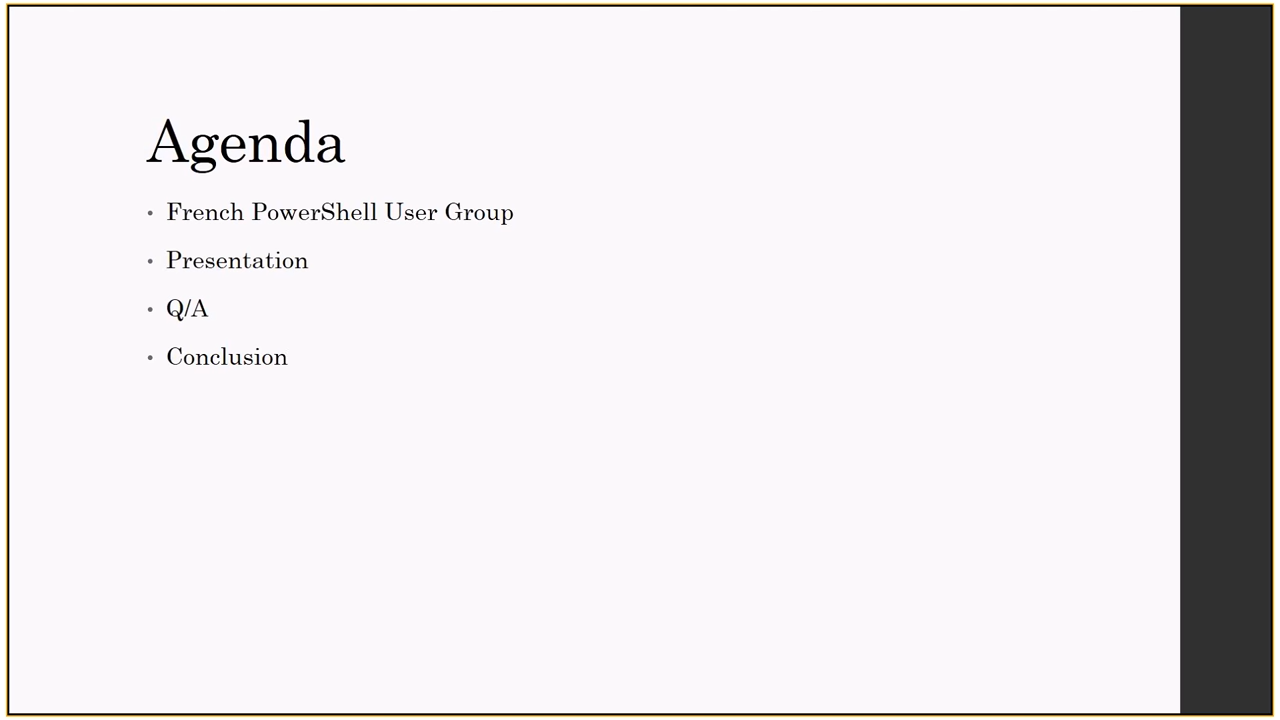 Agenda
• French PowerShell User Group
• Presentation
• Q/A
• Conclusion